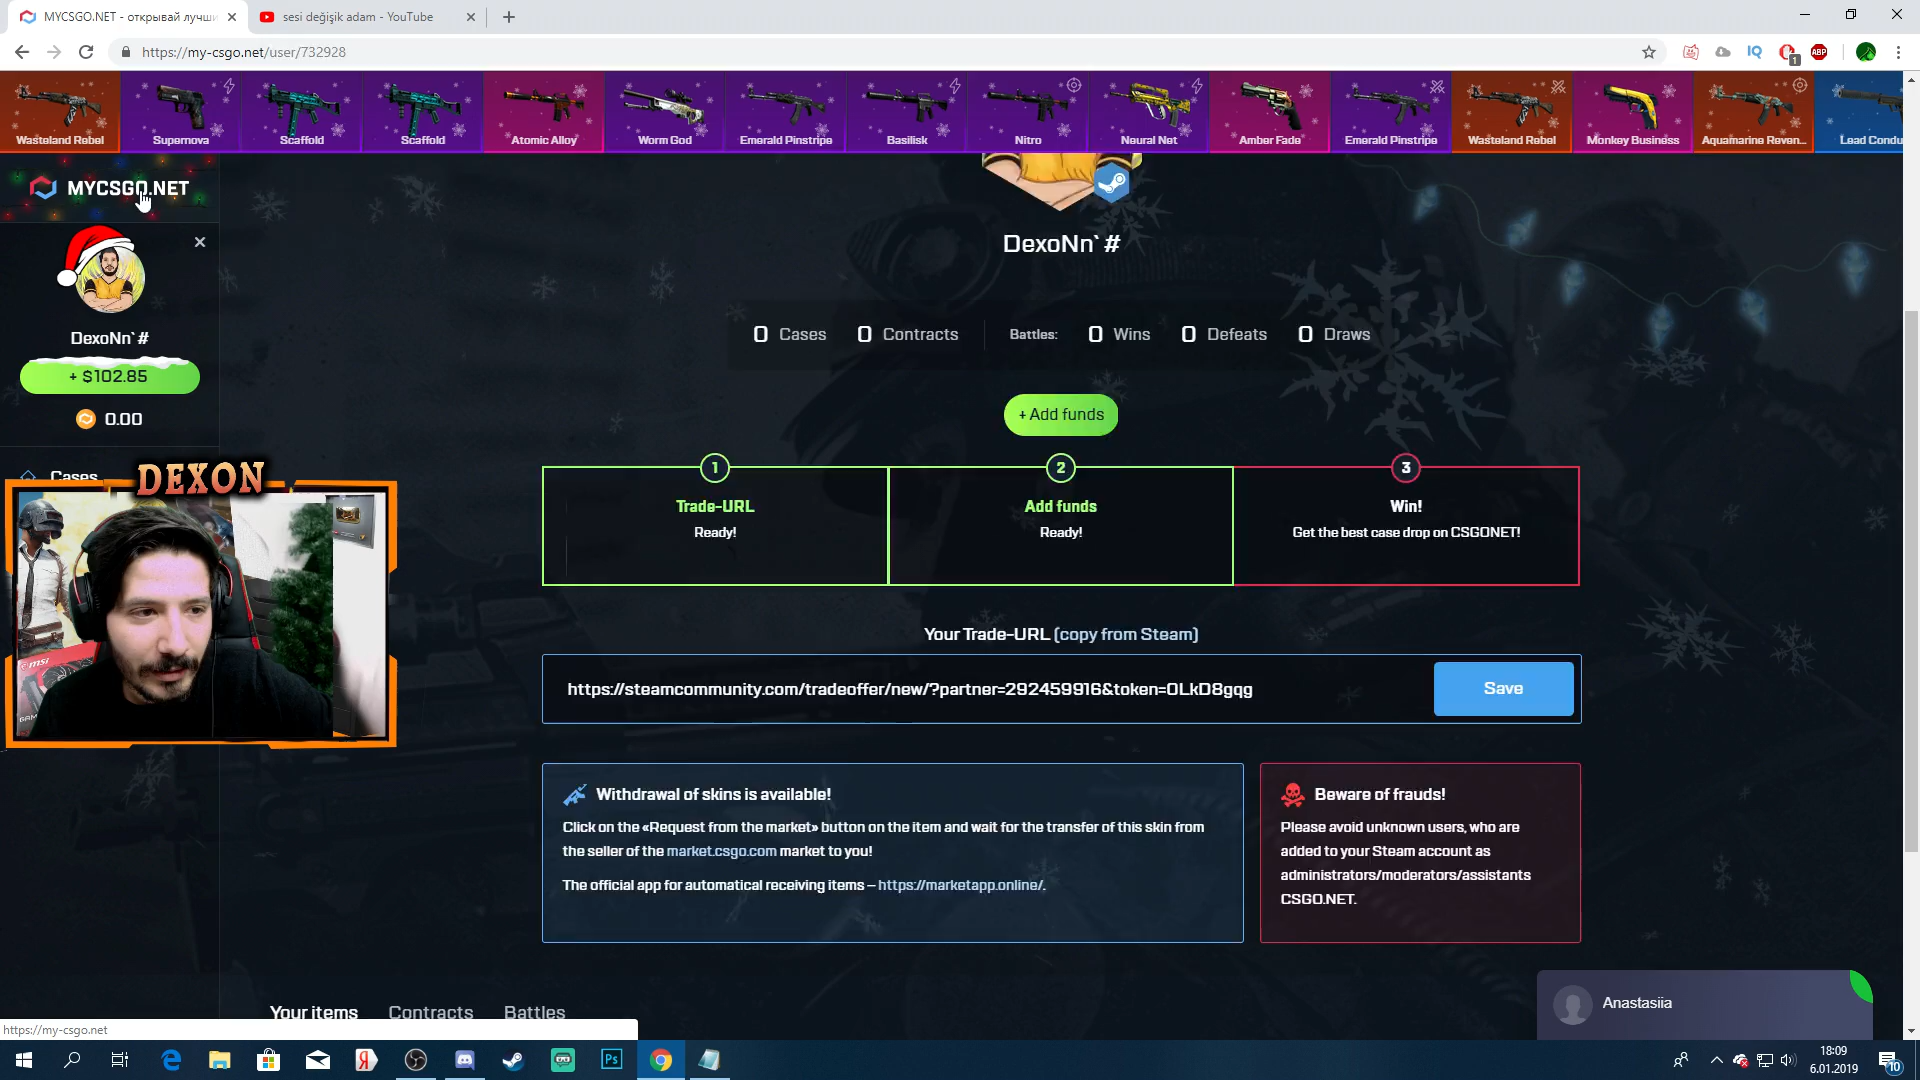 MYCSGO.NET - открывай лучши
sesi değişik adam - YouTube
https://my-csgo.net/user/732928
IQ
1
ABP
Wasteland Rebel
Supernova
Scaffold
Scaffold
Atomic Alloy
Worm God
Emerald Pinstripe
Basilisk
Nitro
Neural Net
Amber Fade
Emerald Pinstripe
Wasteland Rebel
Monkey Business
Aquamarine Reven...
Lead Condu
MYCSGO.NET
DexoNn`#
+ $102.85
0.00
Cases
DEXON
msi
DexoNn`#
0 Cases 0 Contracts Battles: 0 Wins 0 Defeats 0 Draws
+ Add funds
1
Trade-URL
Ready!
2
Add funds
Ready!
3
Win!
Get the best case drop on CSGONET!
Your Trade-URL (copy from Steam)
https://steamcommunity.com/tradeoffer/new/?partner=292459916&token=OLkD8gqg
Save
Withdrawal of skins is available!
Click on the «Request from the market» button on the item and wait for the transfer of this skin from
the seller of the market.csgo.com market to you!
The official app for automatical receiving items – https://marketapp.online/.
Beware of frauds!
Please avoid unknown users, who are
added to your Steam account as
administrators/moderators/assistants
CSGO.NET.
Your items Contracts Battles
Anastasiia
https://my-csgo.net
Я
Ps
18:09
6.01.2019
10